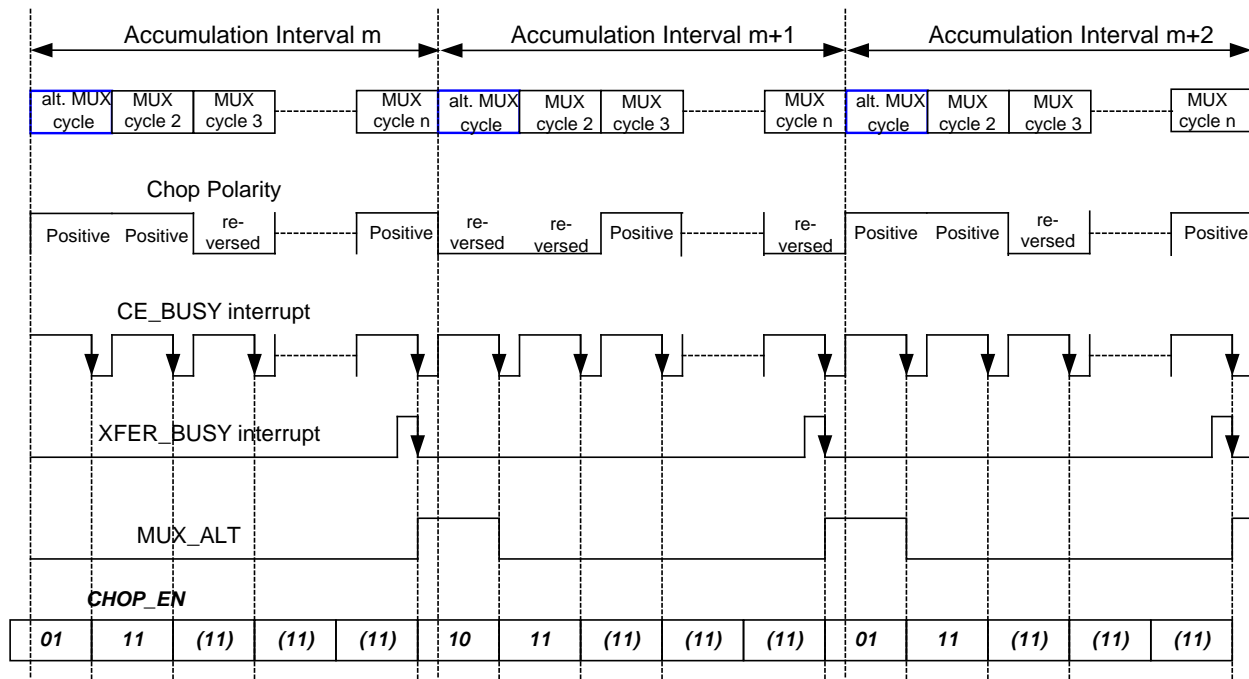 Accumulation Interval m Accumulation Interval m+1 Accumulation Interval m+2
alt. MUX MUX MUX MUX alt. MUX MUX MUX MUX alt. MUX MUX MUX MUX
cycle cycle 2 cycle 3 cycle n cycle cycle 2 cycle 3 cycle n cycle cycle 2 cycle 3 cycle n
Chop Polarity
Positive Positive re- Positive re- re- Positive re- Positive Positive re- Positive
versed versed versed versed versed
CE_BUSY interrupt
XFER_BUSY interrupt
MUX_ALT
CHOP_EN
01 11 (11) (11) (11) 10 11 (11) (11) (11) 01 11 (11) (11) (11)